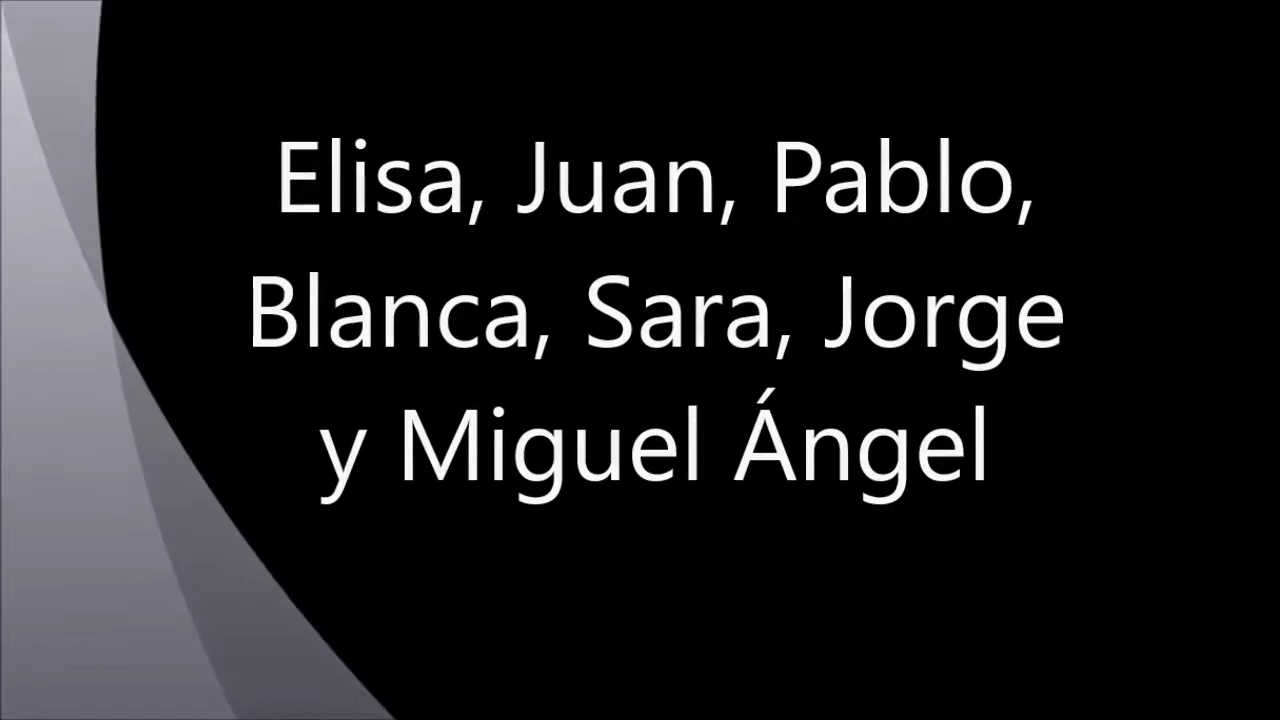 Elisa, Juan, Pablo,
Blanca, Sara, Jorge
y Miguel Ángel